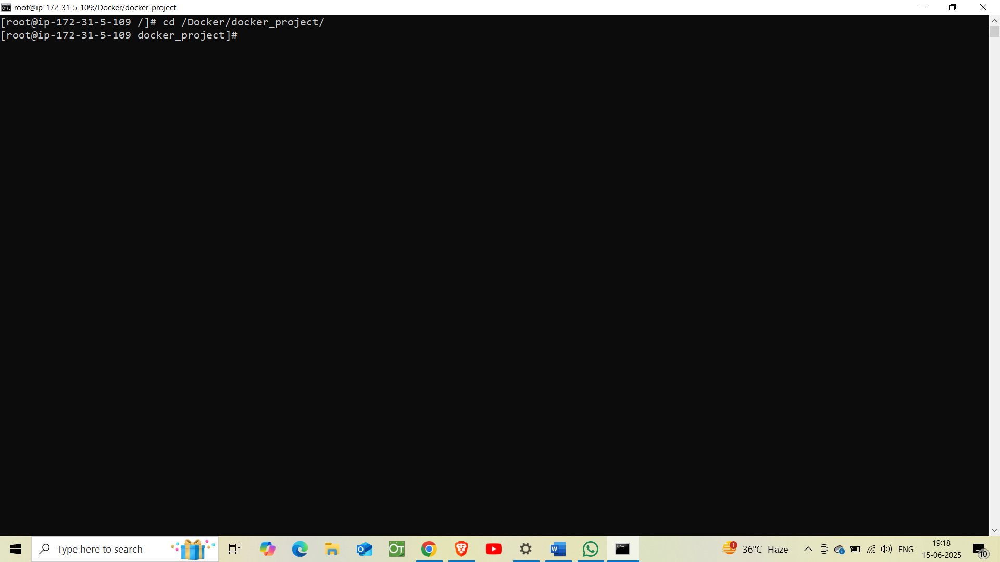 root@ip-172-31-5-109:/Docker/docker_project
[root@ip-172-31-5-109 /]# cd /Docker/docker_project/
[root@ip-172-31-5-109 docker_project]#
Type here to search
OT
1
36°C Haze
ENG
19:18
15-06-2025
10